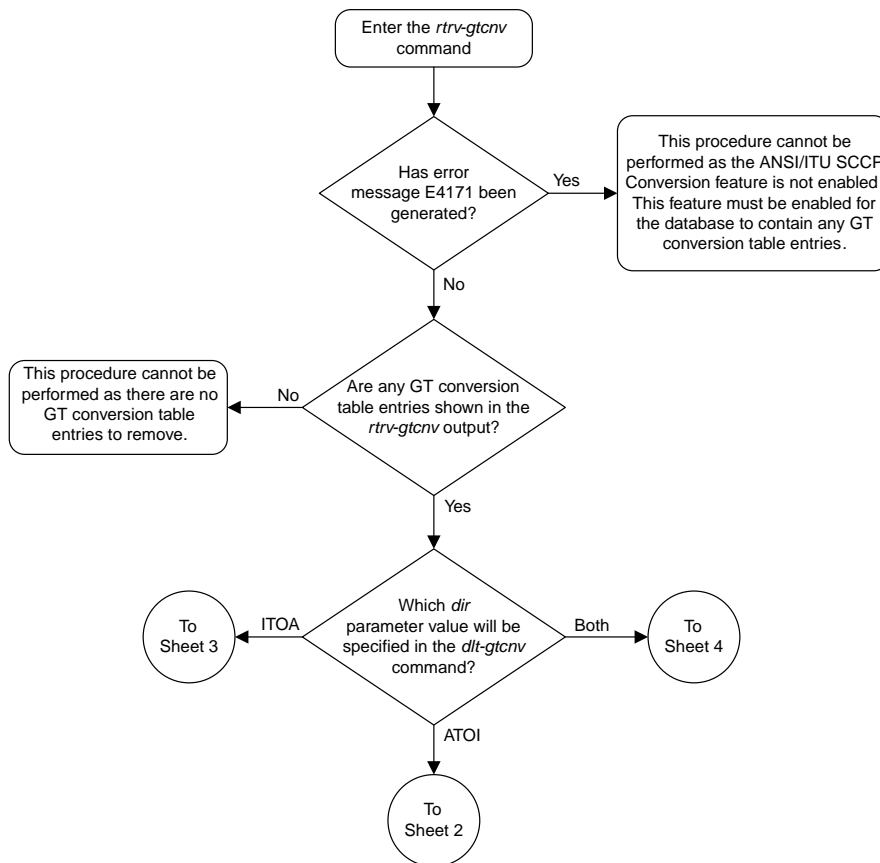 Enter the rtrv-gtcnv
command
Has error
message E4171 been
generated?
Yes
This procedure cannot be
performed as the ANSI/ITU SCCP
Conversion feature is not enabled
This feature must be enabled for
the database to contain any GT
conversion table entries.
No
Are any GT conversion
table entries shown in the
rtrv-gtcnv output?
No
This procedure cannot be
performed as there are no
GT conversion table
entries to remove.
Yes
Which dir
parameter value will be
specified in the dlt-gtcnv
command?
ITOA
To
Sheet 3
Both
To
Sheet 4
ATOI
To
Sheet 2